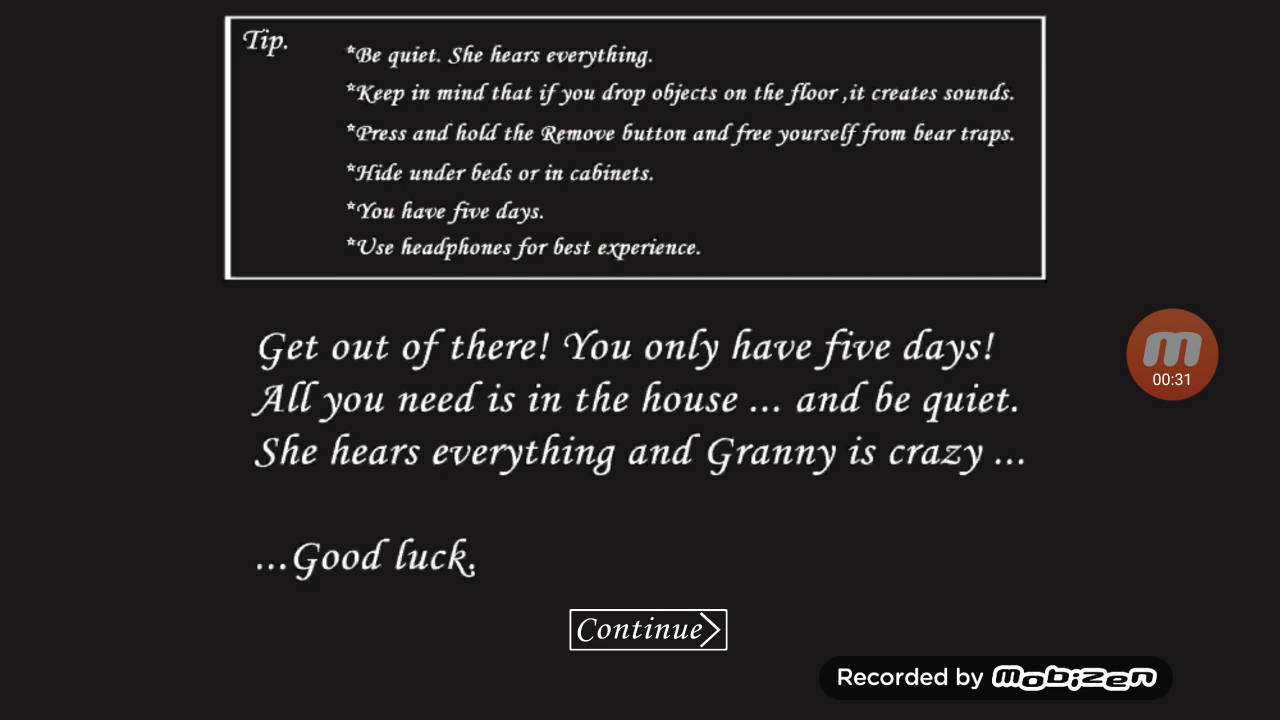 Tip.
*Be quiet. She hears everything.
*Keep in mind that if you drop objects on the floor ,it creates sounds.
*Press and hold the Remove button and free yourself from bear traps.
*Hide under beds or in cabinets.
*You have five days.
*Use headphones for best experience.
Get out of there! You only have five days!
All you need is in the house ... and be quiet.
She hears everything and Granny is crazy ...
...Good luck.
Continue
00:31
Recorded by mobizen